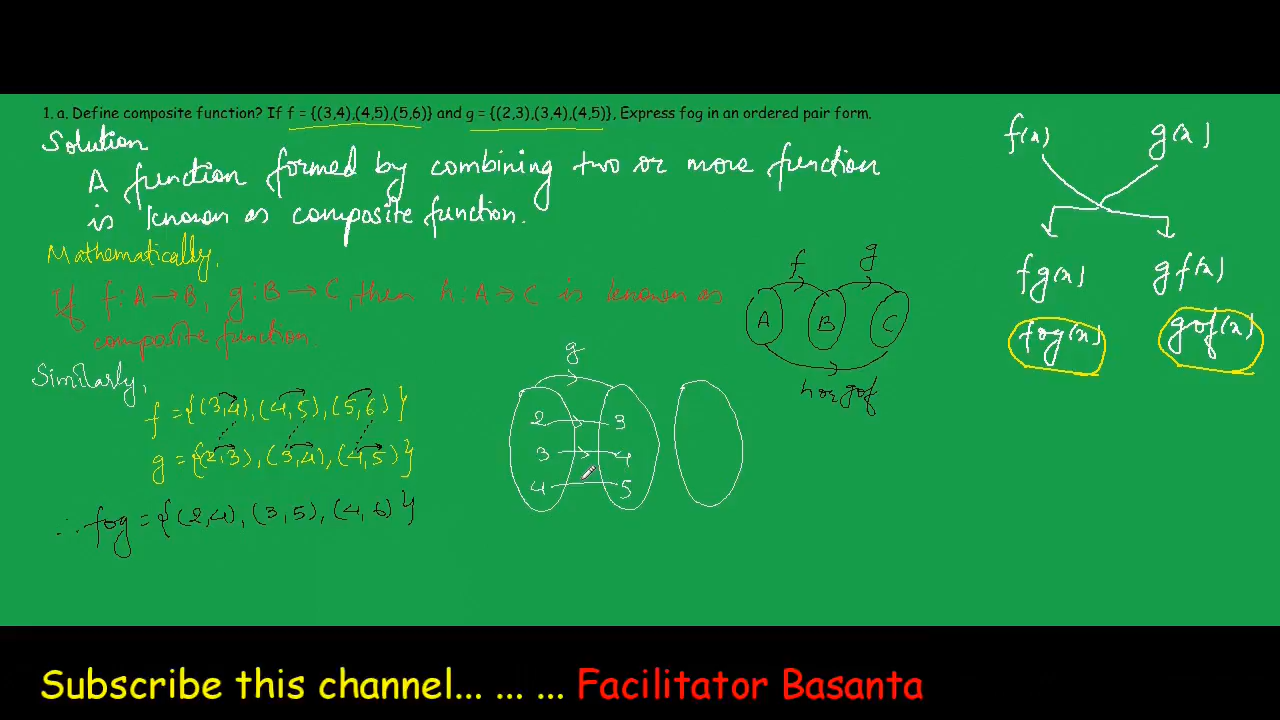 1. a. Define composite function? If f = {(3,4),(4,5),(5,6)} and g = {(2,3),(3,4),(4,5)}, Express fog in an ordered pair form.
Solution
A function formed by combining two or more function
is known as composite function.
Mathematically,
If f: A → B, g: B → C, then h: A → C is known as
composite function.
Similarly,
f = {(3,4), (4,5), (5,6)}
g = {(2,3), (3,4), (4,5)}
∴ fog = {(2,4), (3,5), (4,6)}
g
2 3
3 4
4 5
f g
A B C
h or gof
f(x) g(x)
fg(x) gf(x)
fog(x) gof(x)
Subscribe this channel... ... ... Facilitator Basanta